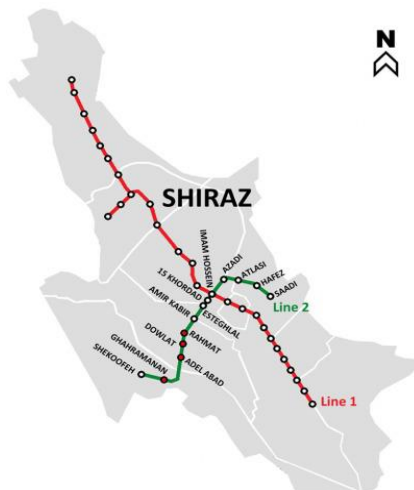 N
SHIRAZ
IMAM HOSSEIN
AZADI
ATLASI
HAFEZ
SAADI
Line 2
15 KHORDAD
ESTEGHLAL
AMIR KABIR
RAHMAT
DOWLAT
ADEL ABAD
GHAHRAMANAN
SHEKOOFEH
Line 1